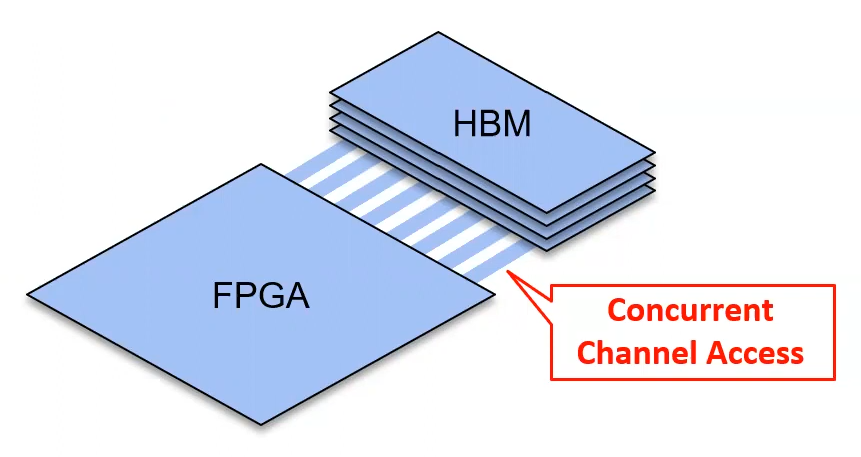 HBM
FPGA
Concurrent
Channel Access